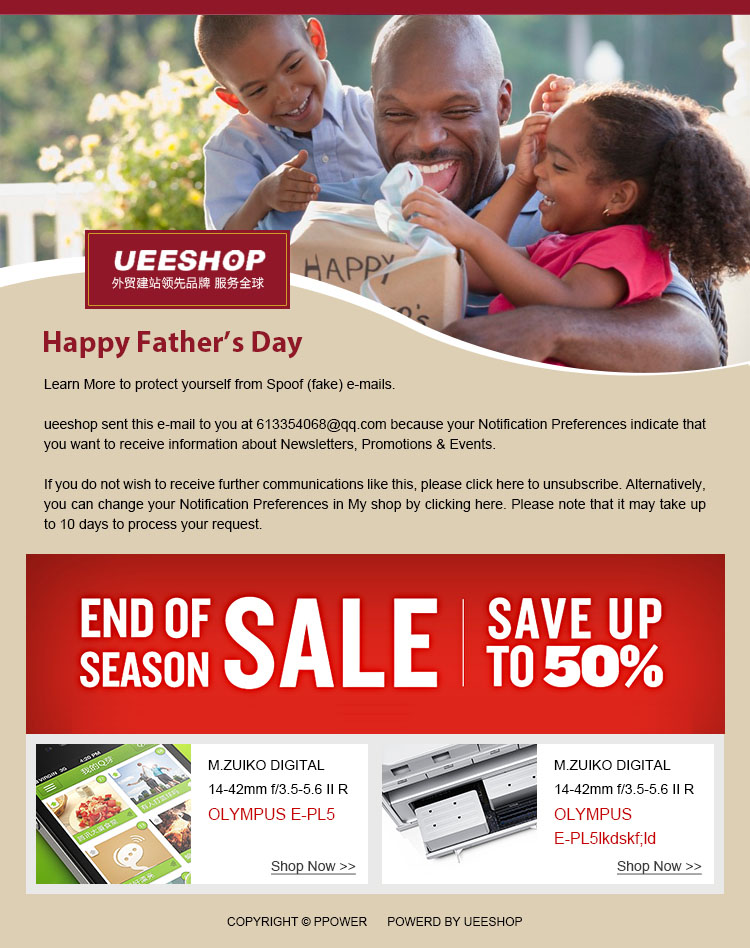 HAPPY
UEESHOP
外贸建站领先品牌 服务全球
Happy Father's Day
Learn More to protect yourself from Spoof (fake) e-mails.
ueeshop sent this e-mail to you at 613354068@qq.com because your Notification Preferences indicate that
you want to receive information about Newsletters, Promotions & Events.
If you do not wish to receive further communications like this, please click here to unsubscribe. Alternatively,
you can change your Notification Preferences in My shop by clicking here. Please note that it may take up
to 10 days to process your request.
END OF
SEASON
SALE
SAVE UP
TO 50%
4:20 PM
我的Q芽
M.ZUIKO DIGITAL
14-42mm f/3.5-5.6 II R
OLYMPUS E-PL5
Shop Now >>
M.ZUIKO DIGITAL
14-42mm f/3.5-5.6 II R
OLYMPUS
E-PL5lkdskf;ld
Shop Now >>
COPYRIGHT © PPOWER POWERD BY UEESHOP